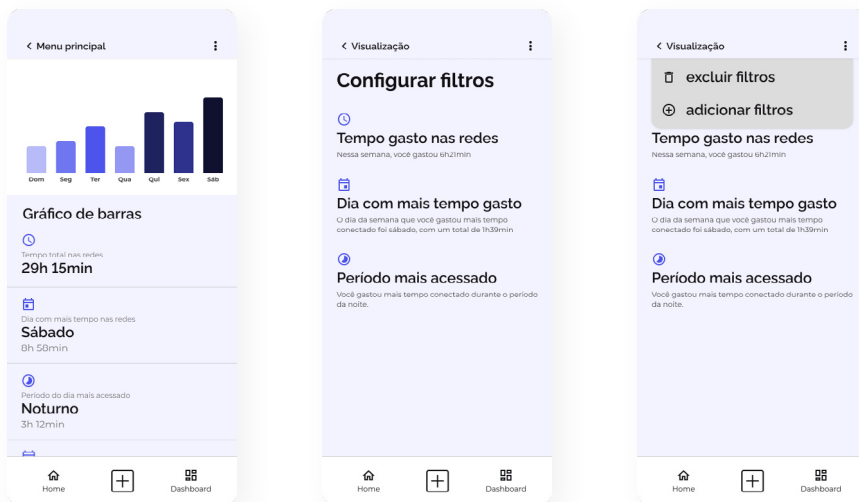 Menu principal
Dom Seg Ter Qua Qui Sex Sáb
Gráfico de barras
Tempo total nas redes
29h 15min
Dia com mais tempo nas redes
Sábado
8h 58min
Período do dia mais acessado
Noturno
3h 12min
Home
Dashboard
Visualização
Configurar filtros
Tempo gasto nas redes
Nessa semana, você gastou 6h21min
Dia com mais tempo gasto
O dia da semana que você gastou mais tempo
conectado foi sábado, com um total de 1h39min
Período mais acessado
Você gastou mais tempo conectado durante o período
da noite.
Home
Dashboard
Visualização
excluir filtros
adicionar filtros
Tempo gasto nas redes
Nessa semana, você gastou 6h21min
Dia com mais tempo gasto
O dia da semana que você gastou mais tempo
conectado foi sábado, com um total de 1h39min
Período mais acessado
Você gastou mais tempo conectado durante o período
da noite.
Home
Dashboard